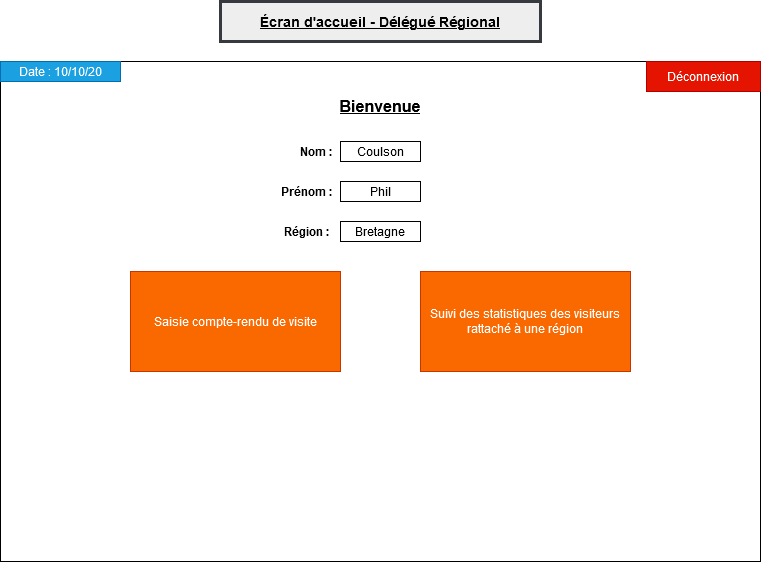 Écran d'accueil - Délégué Régional
Date : 10/10/20
Déconnexion
Bienvenue
Nom : Coulson
Prénom : Phil
Région : Bretagne
Saisie compte-rendu de visite
Suivi des statistiques des visiteurs
rattaché à une région